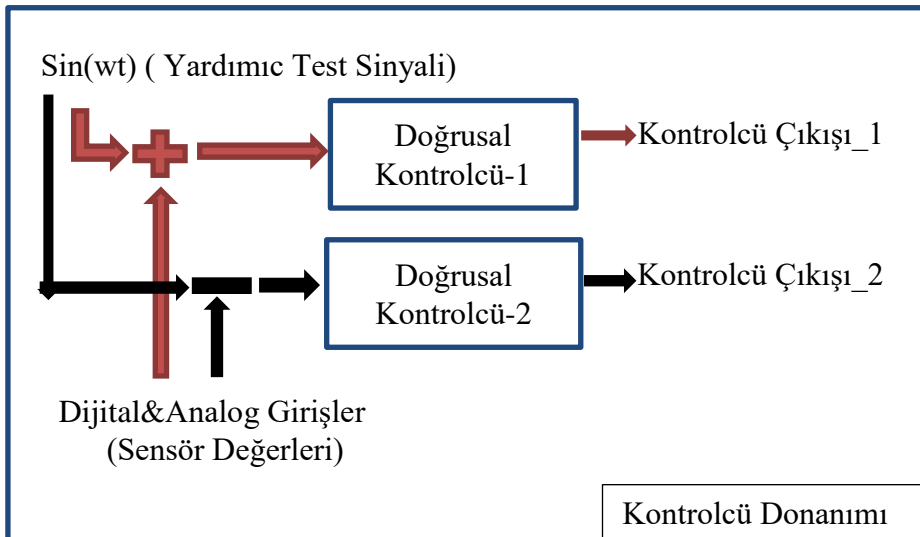 Sin(wt) ( Yardımıc Test Sinyali)
Doğrusal
Kontrolcü-1
Kontrolcü Çıkışı_1
Doğrusal
Kontrolcü-2
Kontrolcü Çıkışı_2
Dijital&Analog Girişler
(Sensör Değerleri)
Kontrolcü Donanımı